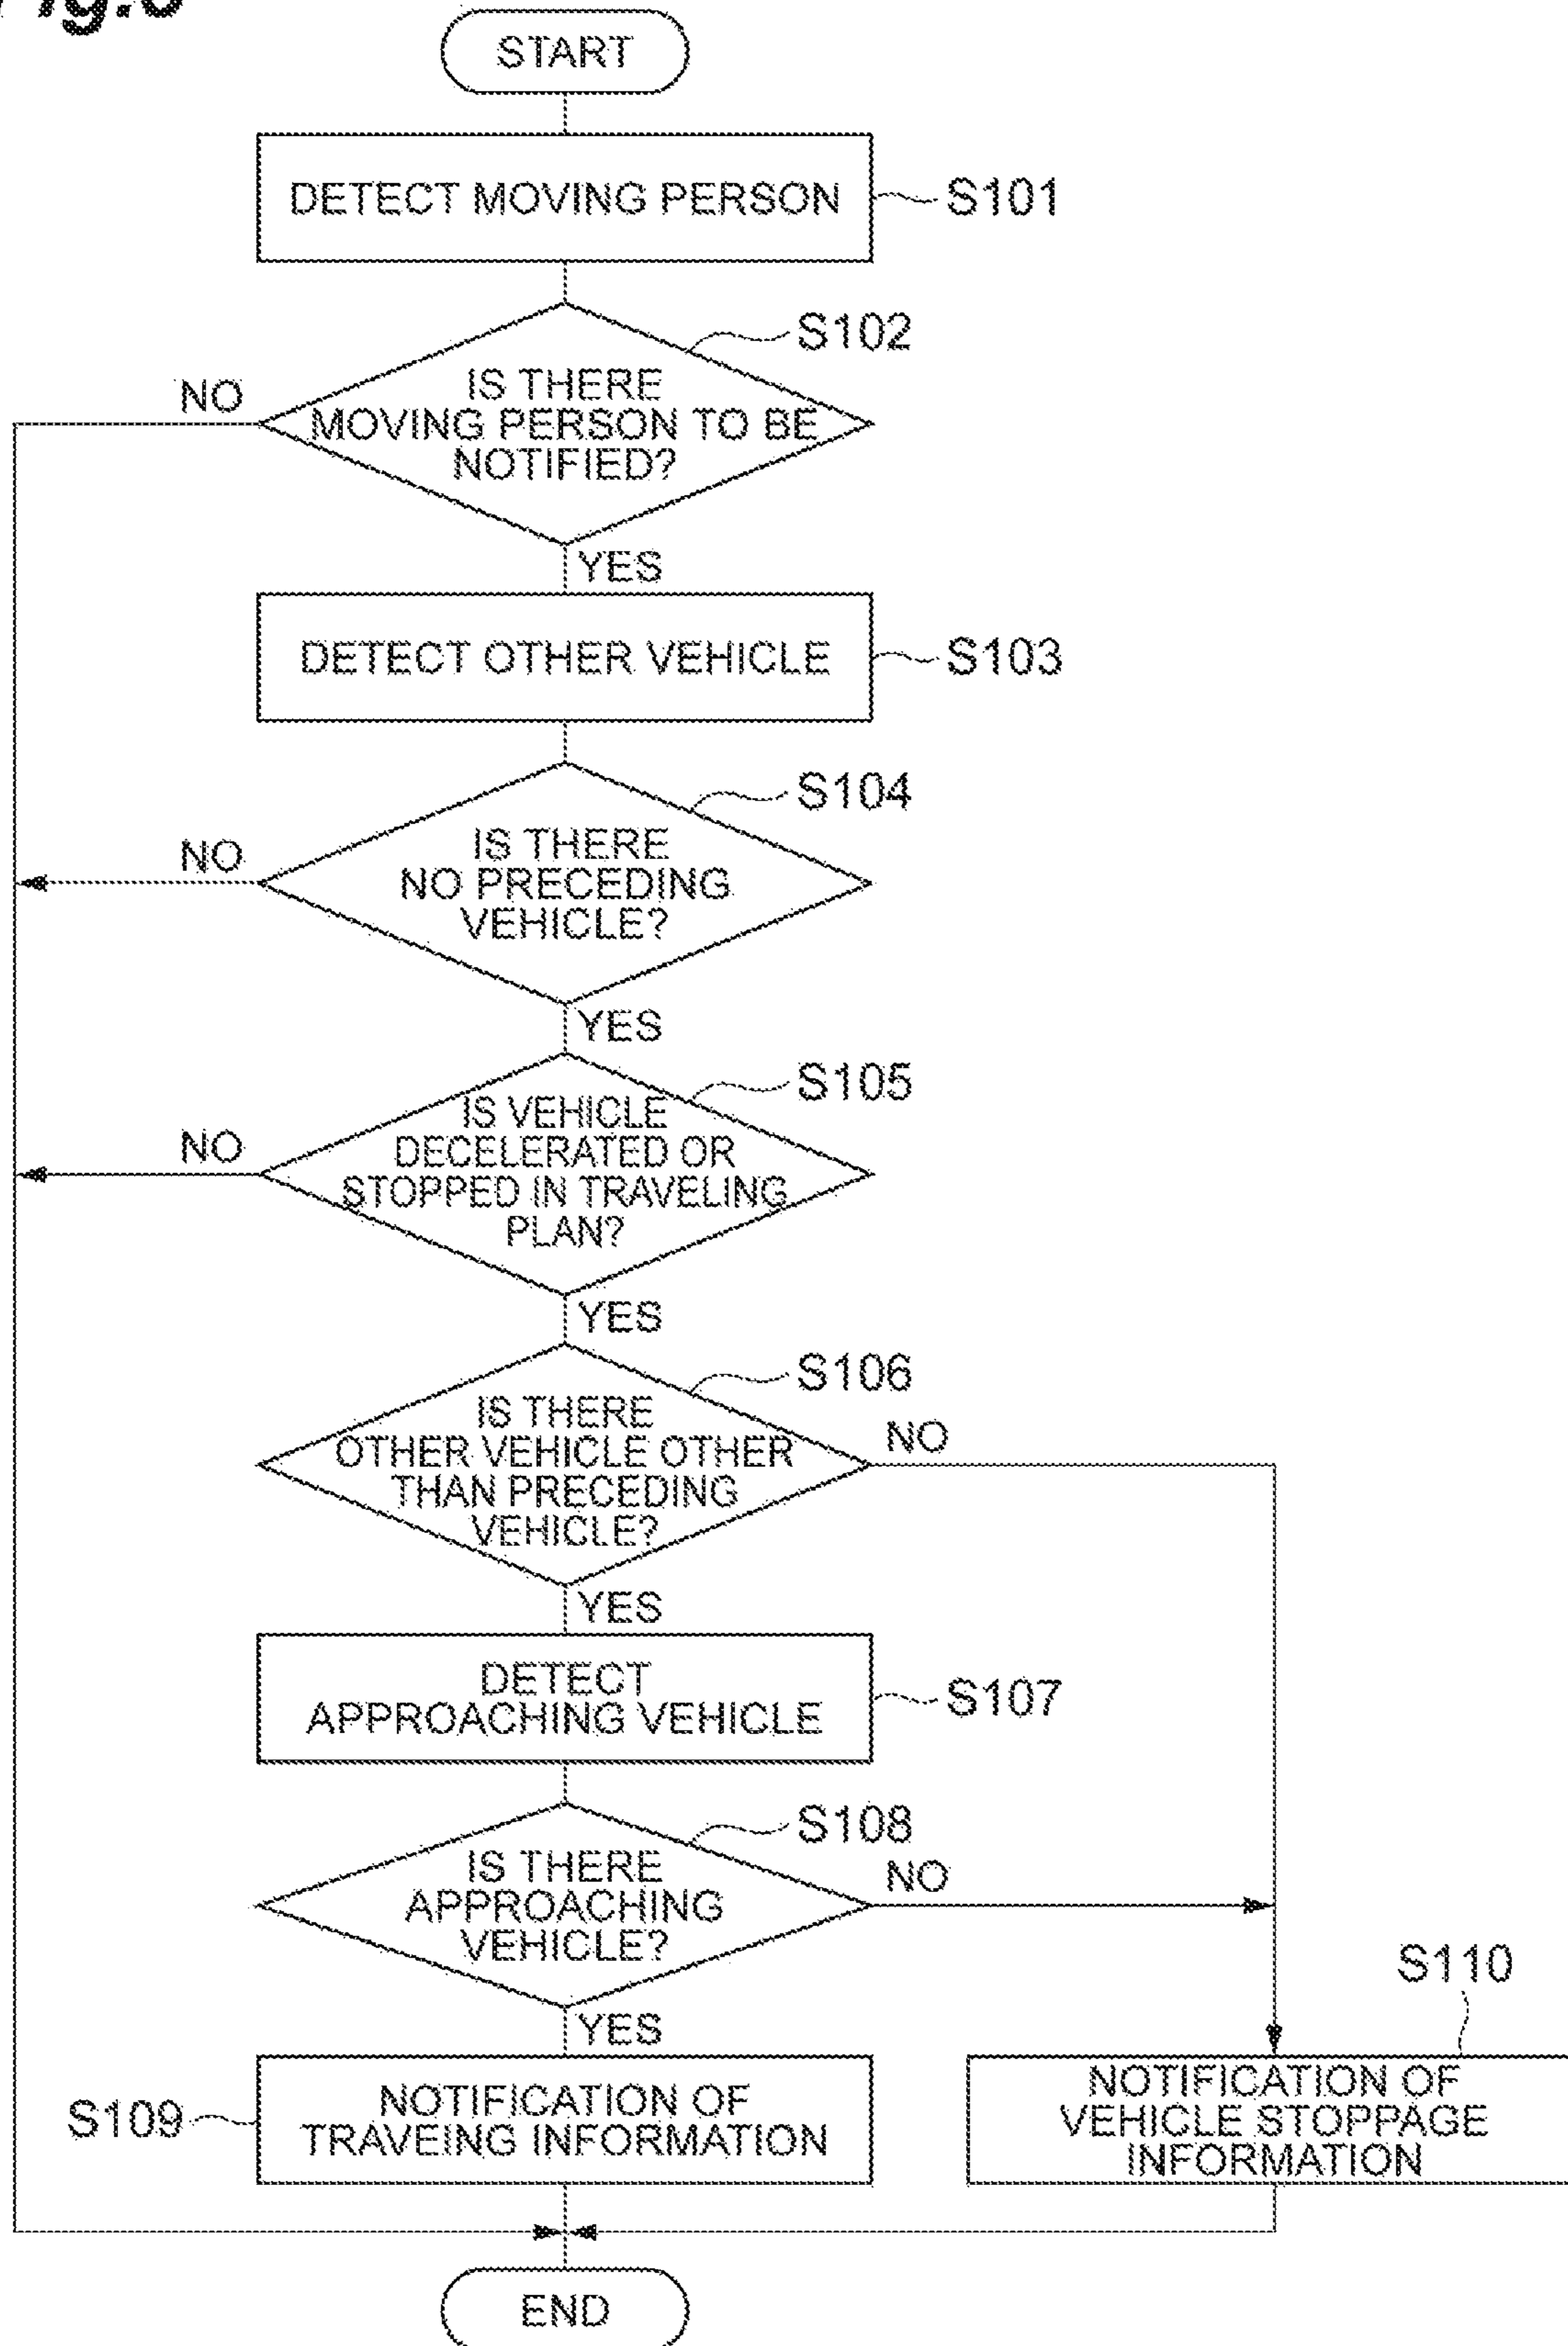 START
DETECT MOVING PERSON
S101
S102
IS THERE
MOVING PERSON TO BE
NOTIFIED?
NO
YES
DETECT OTHER VEHICLE
S103
S104
IS THERE
NO PRECEDING
VEHICLE?
NO
YES
S105
IS VEHICLE
DECELERATED OR
STOPPED IN TRAVELING
PLAN?
NO
YES
S106
IS THERE
OTHER VEHICLE OTHER
THAN PRECEDING
VEHICLE?
NO
YES
DETECT
APPROACHING VEHICLE
S107
S108
IS THERE
APPROACHING
VEHICLE?
NO
YES
S109
NOTIFICATION OF
TRAVEING INFORMATION
S110
NOTIFICATION OF
VEHICLE STOPPAGE
INFORMATION
END